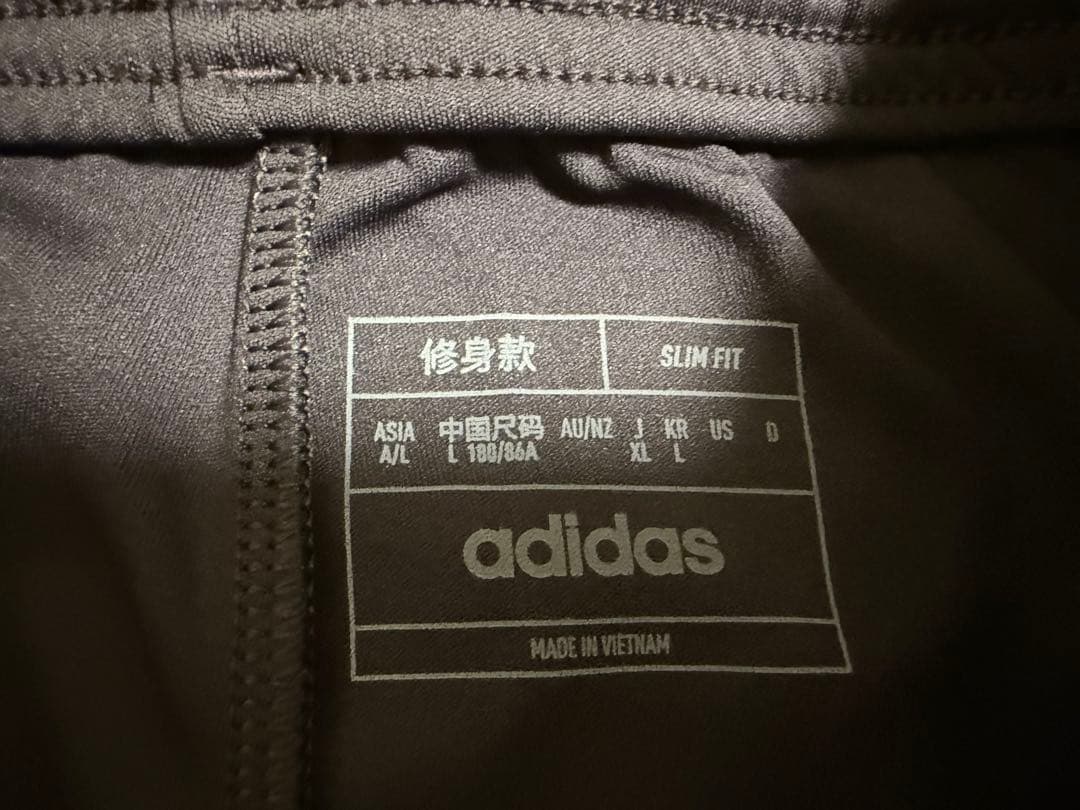 修身款 SLIM FIT
ASIA 中国尺码 AU/NZ J KR US D
A/L L 180/86A XL L
adidas
MADE IN VIETNAM